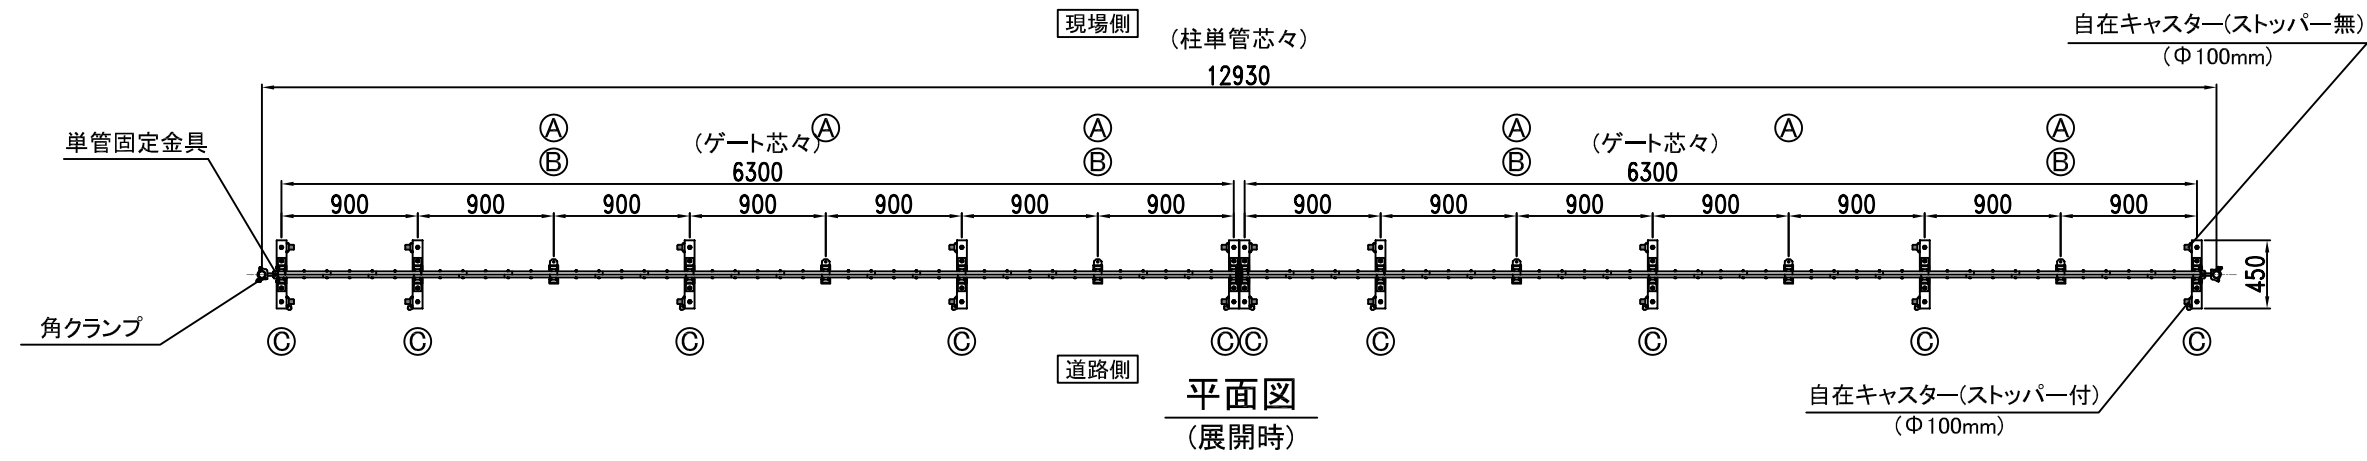 現場側
(柱単管芯々)
12930
自在キャスター(ストッパー無)
(Φ100mm)
単管固定金具
Ⓐ Ⓐ Ⓐ Ⓐ Ⓐ Ⓐ
(ゲート芯々) (ゲート芯々)
Ⓑ Ⓑ Ⓑ Ⓑ
6300 6300
900 900 900 900 900 900 900 900 900 900 900 900 900 900
450
角クランプ
Ⓒ Ⓒ Ⓒ Ⓒ Ⓒ Ⓒ Ⓒ Ⓒ Ⓒ Ⓒ
道路側
平面図
(展開時)
自在キャスター(ストッパー付)
(Φ100mm)